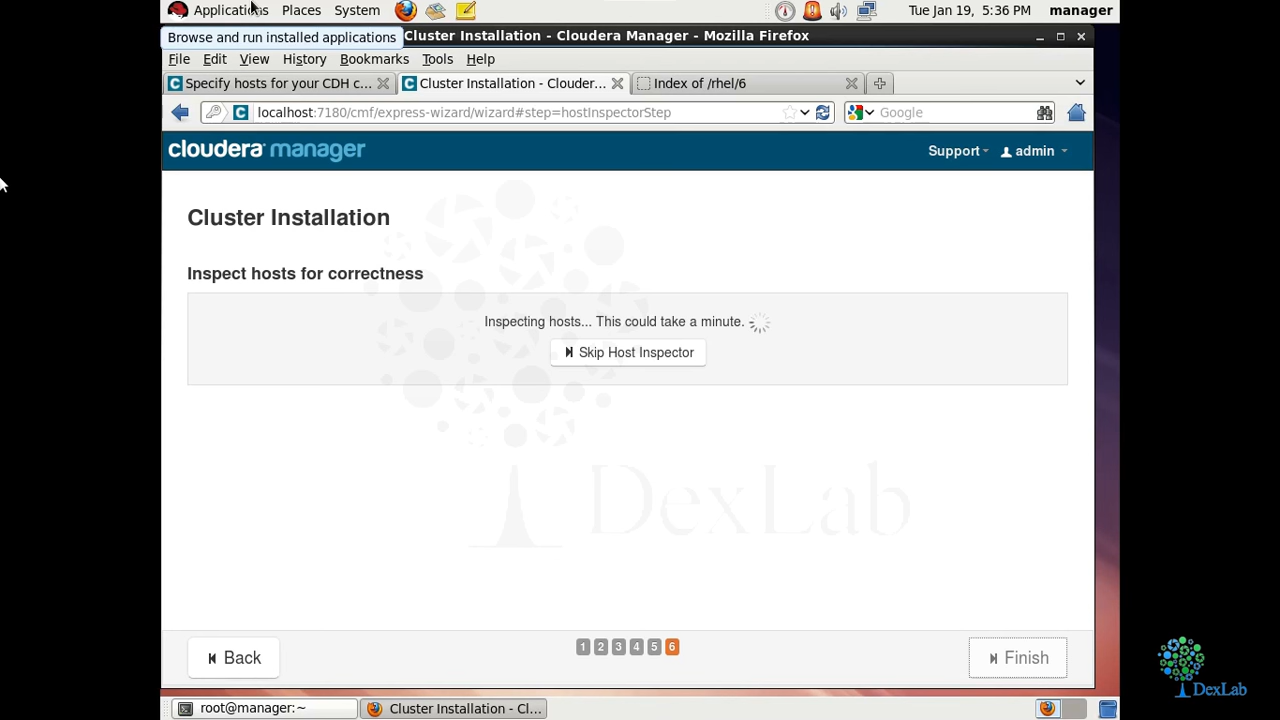 Applications Places System Tue Jan 19, 5:36 PM manager
Browse and run installed applications
Cluster Installation - Cloudera Manager - Mozilla Firefox
File Edit View History Bookmarks Tools Help
Specify hosts for your CDH c... Cluster Installation - Clouder... Index of /rhel/6
localhost:7180/cmf/express-wizard/wizard#step=hostInspectorStep Google
cloudera manager Support admin
Cluster Installation
Inspect hosts for correctness
Inspecting hosts... This could take a minute.
Skip Host Inspector
DexLab
Back 1 2 3 4 5 6 Finish
DexLab
root@manager:~ Cluster Installation - Cl...